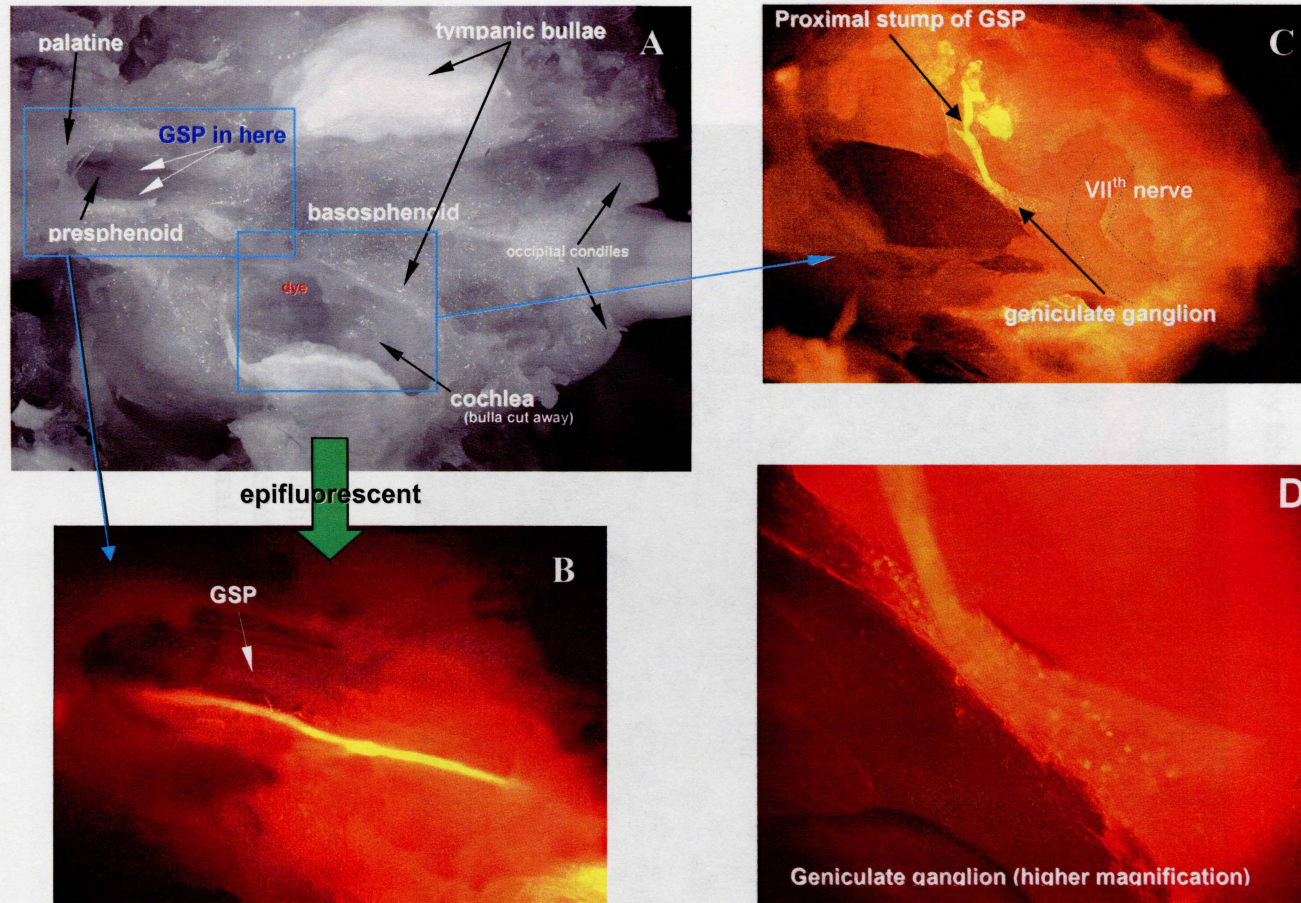 palatine
tympanic bullae
A
GSP in here
presphenoid
basosphenoid
occipital condiles
dye
cochlea
(bulla cut away)
epifluorescent
B
GSP
Proximal stump of GSP
C
VIIth nerve
geniculate ganglion
D
Geniculate ganglion (higher magnification)